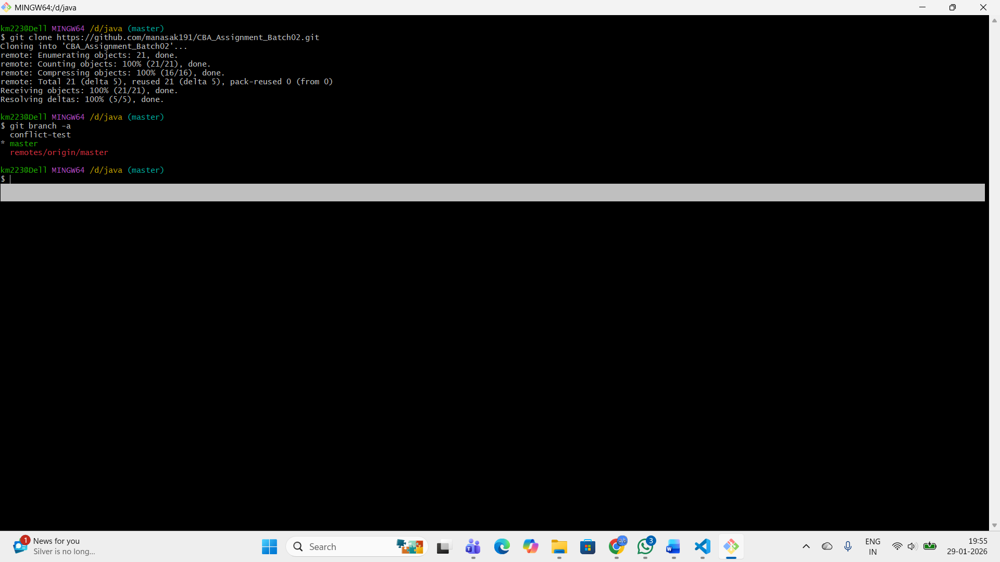 MINGW64:/d/java
km223@Dell MINGW64 /d/java (master)
$ git clone https://github.com/manasak191/CBA_Assignment_Batch02.git
Cloning into 'CBA_Assignment_Batch02'...
remote: Enumerating objects: 21, done.
remote: Counting objects: 100% (21/21), done.
remote: Compressing objects: 100% (16/16), done.
remote: Total 21 (delta 5), reused 21 (delta 5), pack-reused 0 (from 0)
Receiving objects: 100% (21/21), done.
Resolving deltas: 100% (5/5), done.
km223@Dell MINGW64 /d/java (master)
$ git branch -a
  conflict-test
* master
  remotes/origin/master
km223@Dell MINGW64 /d/java (master)
$
1
News for you
Silver is no long...
Search
T
3
W
ENG
IN
19:55
29-01-2026